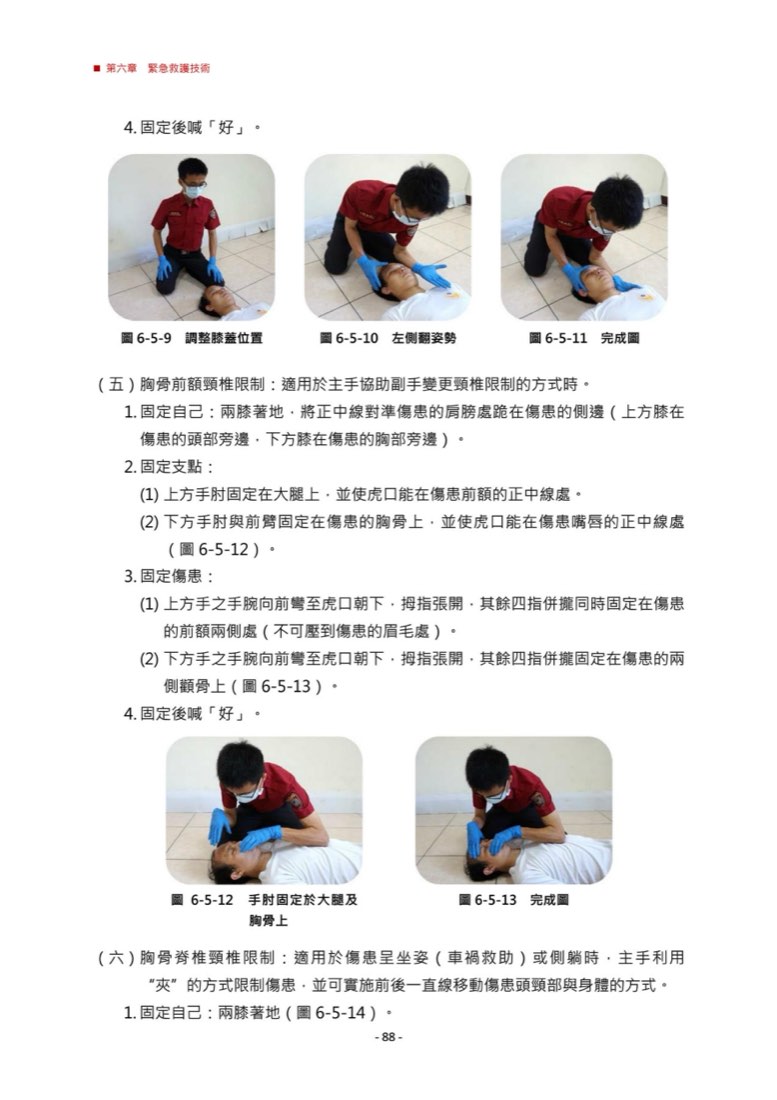 ■ 第六章　緊急救護技術
4. 固定後喊「好」。
圖 6-5-9　調整膝蓋位置
圖 6-5-10　左側翻姿勢
圖 6-5-11　完成圖
（五）胸骨前額頸椎限制：適用於主手協助副手變更頸椎限制的方式時。
1. 固定自己：兩膝著地，將正中線對準傷患的肩膀處跪在傷患的側邊（上方膝在
傷患的頭部旁邊，下方膝在傷患的胸部旁邊）。
2. 固定支點：
(1) 上方手肘固定在大腿上，並使虎口能在傷患前額的正中線處。
(2) 下方手肘與前臂固定在傷患的胸骨上，並使虎口能在傷患嘴唇的正中線處
（圖 6-5-12）。
3. 固定傷患：
(1) 上方手之手腕向前彎至虎口朝下，拇指張開，其餘四指併攏同時固定在傷患
的前額兩側處（不可壓到傷患的眉毛處）。
(2) 下方手之手腕向前彎至虎口朝下，拇指張開，其餘四指併攏固定在傷患的兩
側顴骨上（圖 6-5-13）。
4. 固定後喊「好」。
圖 6-5-12　手肘固定於大腿及
胸骨上
圖 6-5-13　完成圖
（六）胸骨脊椎頸椎限制：適用於傷患呈坐姿（車禍救助）或側躺時，主手利用
“夾”的方式限制傷患，並可實施前後一直線移動傷患頭頸部與身體的方式。
1. 固定自己：兩膝著地（圖 6-5-14）。
- 88 -